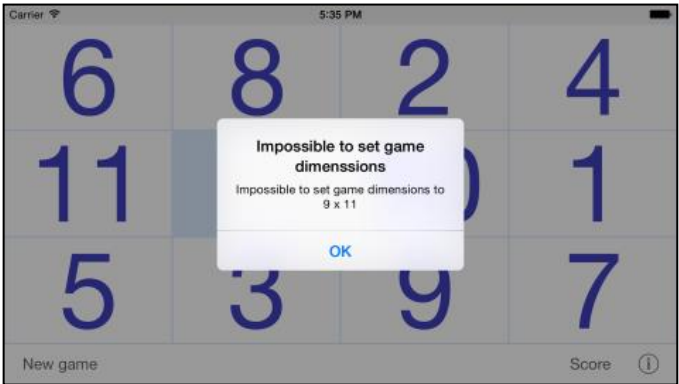 Carrier 5:35 PM
6 8 2 4
Impossible to set game
dimenssions
Impossible to set game dimensions to
9 x 11
OK
11 0 1
5 3 9 7
New game Score i